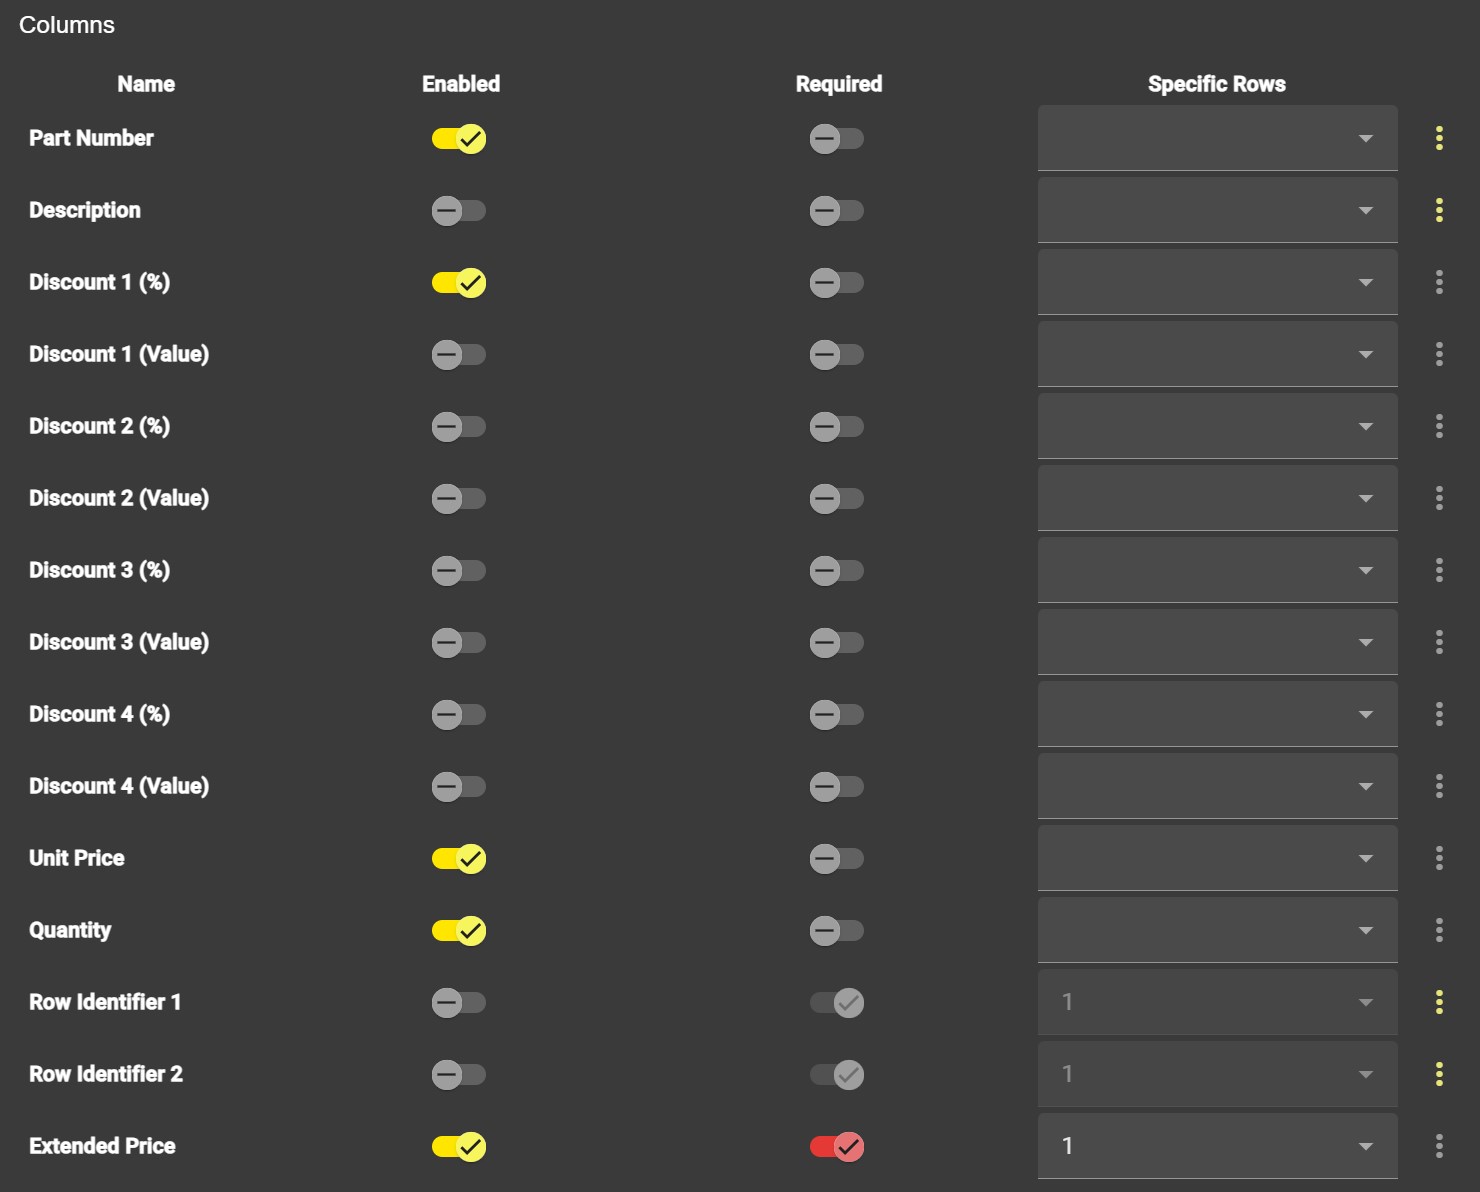 Columns
Name Enabled Required Specific Rows
Part Number
Description
Discount 1 (%)
Discount 1 (Value)
Discount 2 (%)
Discount 2 (Value)
Discount 3 (%)
Discount 3 (Value)
Discount 4 (%)
Discount 4 (Value)
Unit Price
Quantity
Row Identifier 1 1
Row Identifier 2 1
Extended Price 1